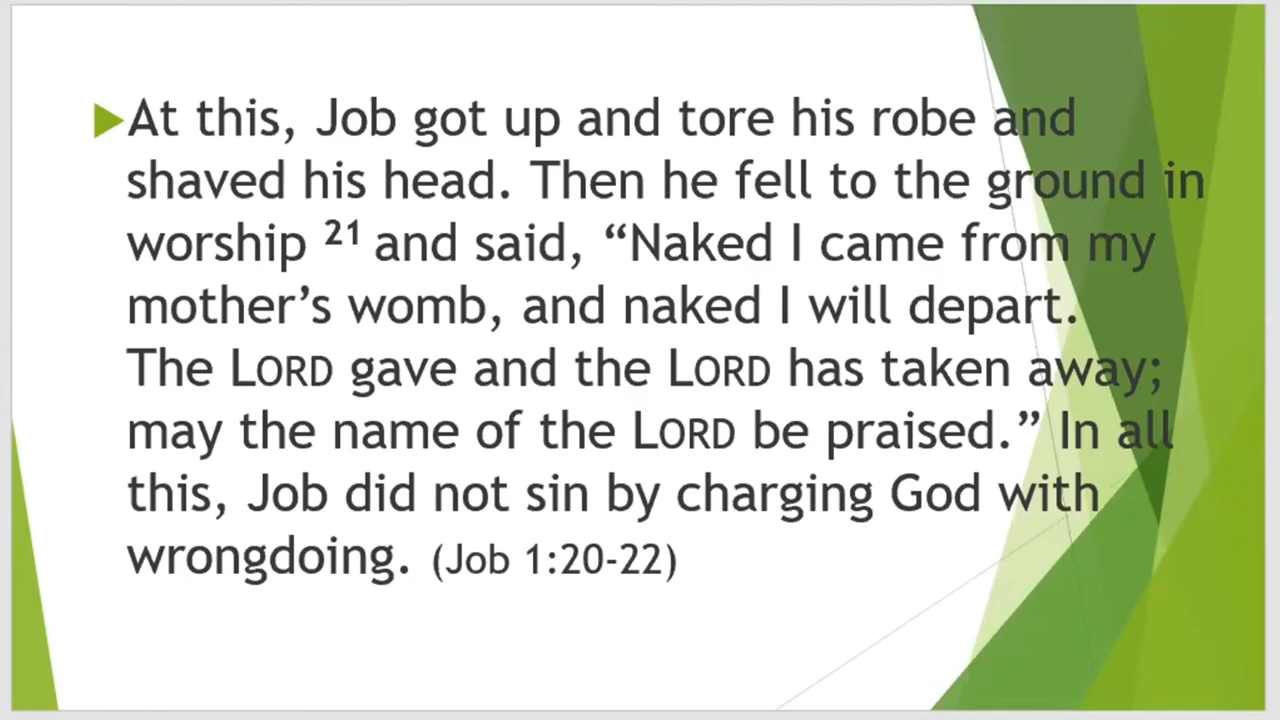 At this, Job got up and tore his robe and
shaved his head. Then he fell to the ground in
worship ²¹ and said, “Naked I came from my
mother’s womb, and naked I will depart.
The LORD gave and the LORD has taken away;
may the name of the LORD be praised.” In all
this, Job did not sin by charging God with
wrongdoing. (Job 1:20-22)